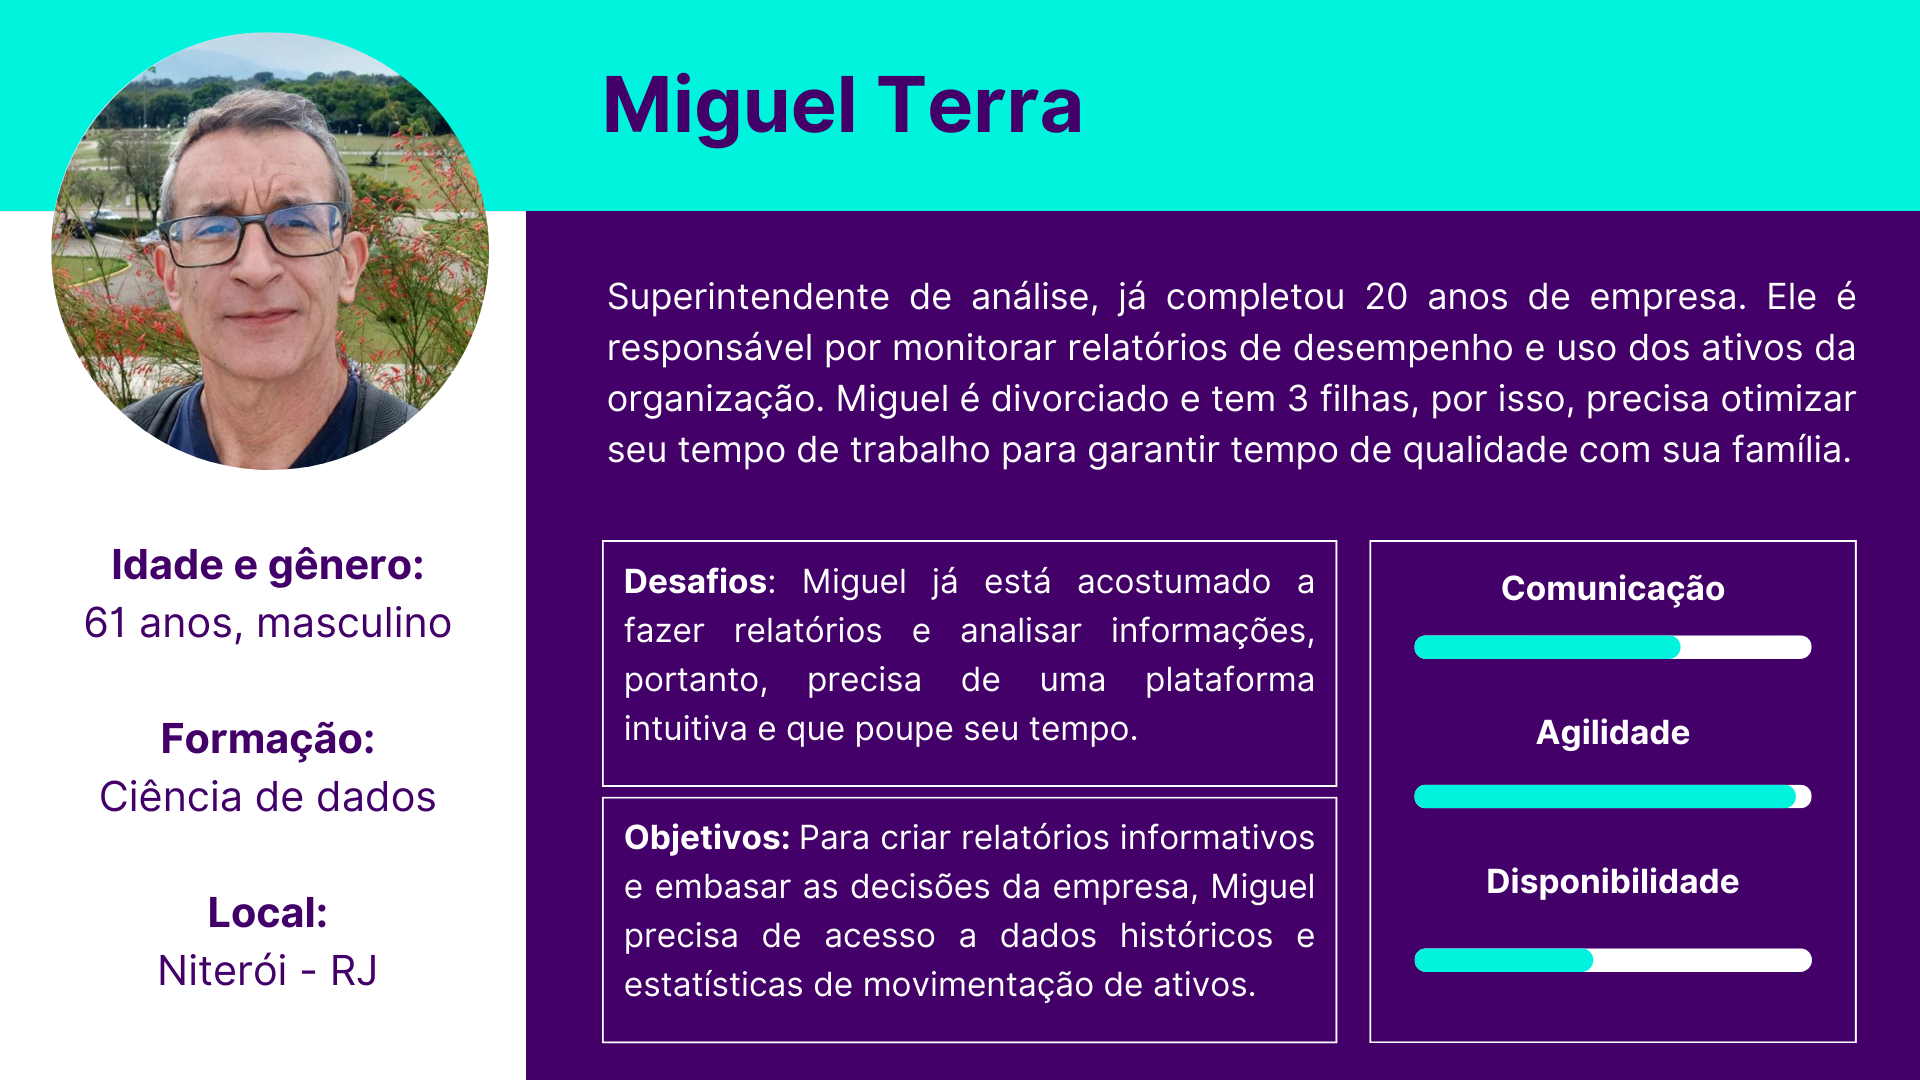 Miguel Terra
Superintendente de análise, já completou 20 anos de empresa. Ele é
responsável por monitorar relatórios de desempenho e uso dos ativos da
organização. Miguel é divorciado e tem 3 filhas, por isso, precisa otimizar
seu tempo de trabalho para garantir tempo de qualidade com sua família.
Idade e gênero:
61 anos, masculino
Formação:
Ciência de dados
Local:
Niterói - RJ
Desafios: Miguel já está acostumado a
fazer relatórios e analisar informações,
portanto, precisa de uma plataforma
intuitiva e que poupe seu tempo.
Objetivos: Para criar relatórios informativos
e embasar as decisões da empresa, Miguel
precisa de acesso a dados históricos e
estatísticas de movimentação de ativos.
Comunicação
Agilidade
Disponibilidade